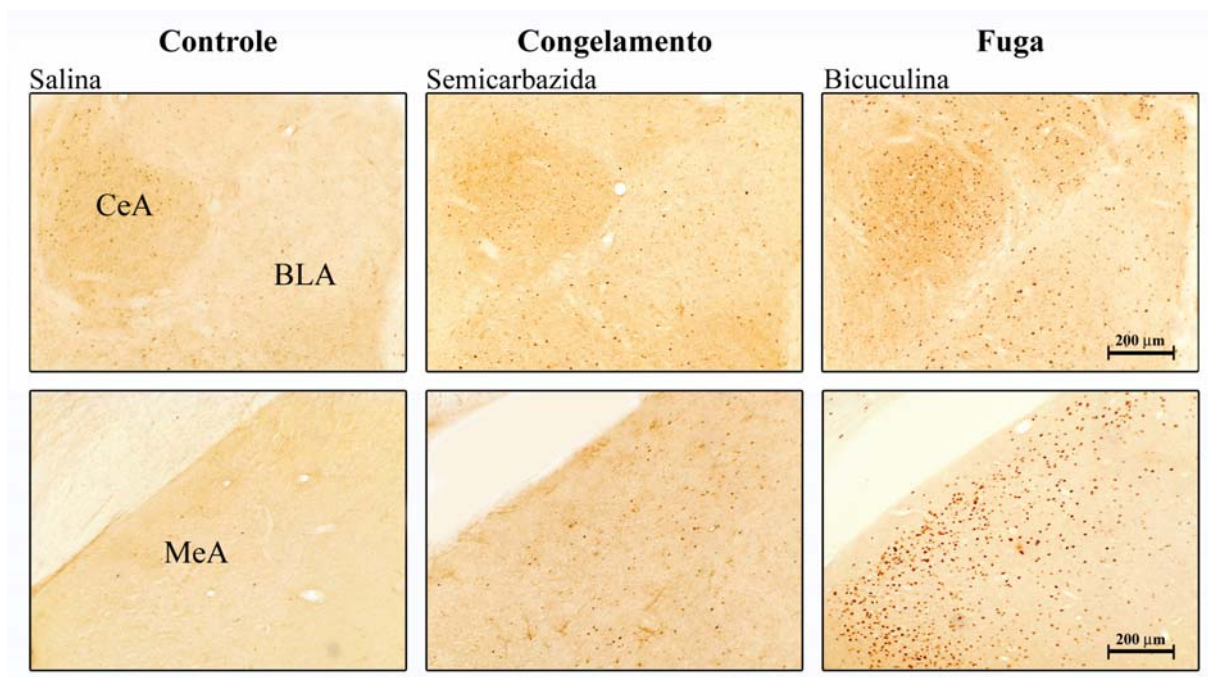 Controle
Congelamento
Fuga
Salina
Semicarbazida
Bicuculina
CeA
BLA
200 µm
MeA
200 µm